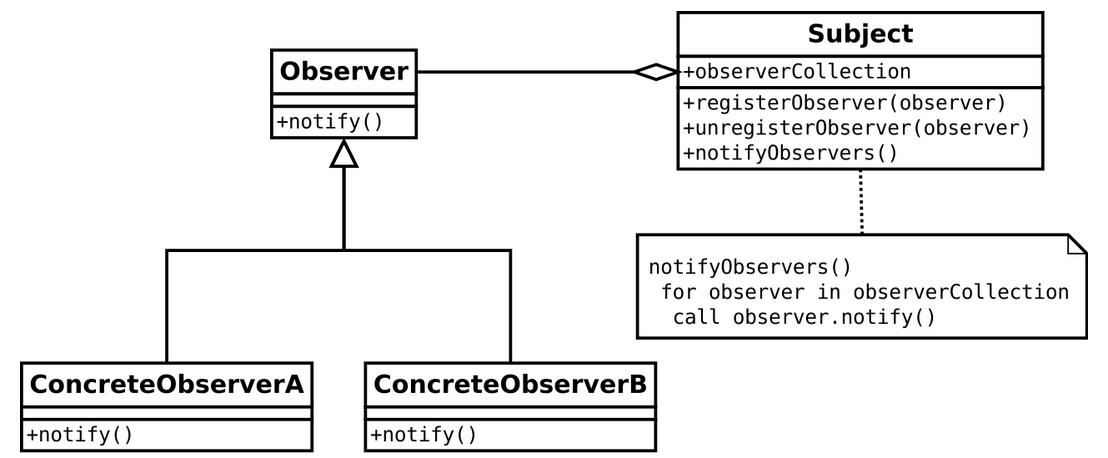 Observer
+notify()
Subject
+observerCollection
+registerObserver(observer)
+unregisterObserver(observer)
+notifyObservers()
notifyObservers()
for observer in observerCollection
call observer.notify()
ConcreteObserverA
+notify()
ConcreteObserverB
+notify()